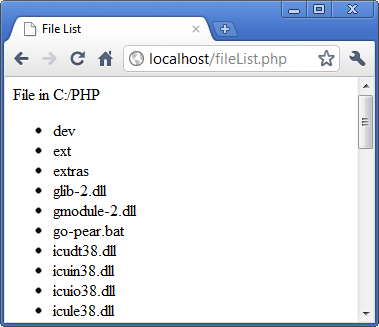 File List
localhost/fileList.php
File in C:/PHP
dev
ext
extras
glib-2.dll
gmodule-2.dll
go-pear.bat
icudt38.dll
icuin38.dll
icuio38.dll
icule38.dll